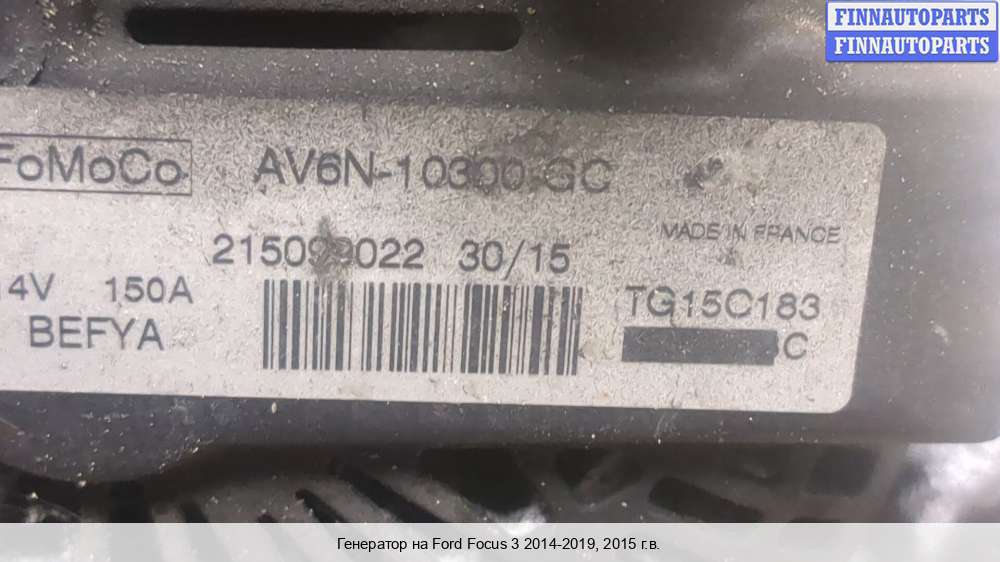 FINNAUTOPARTS
FINNAUTOPARTS
FoMoCo AV6N-10300-GC
MADE IN FRANCE
30/15
14V 150A TG15C183
BEFYA
C
Генератор на Ford Focus 3 2014-2019, 2015 г.в.